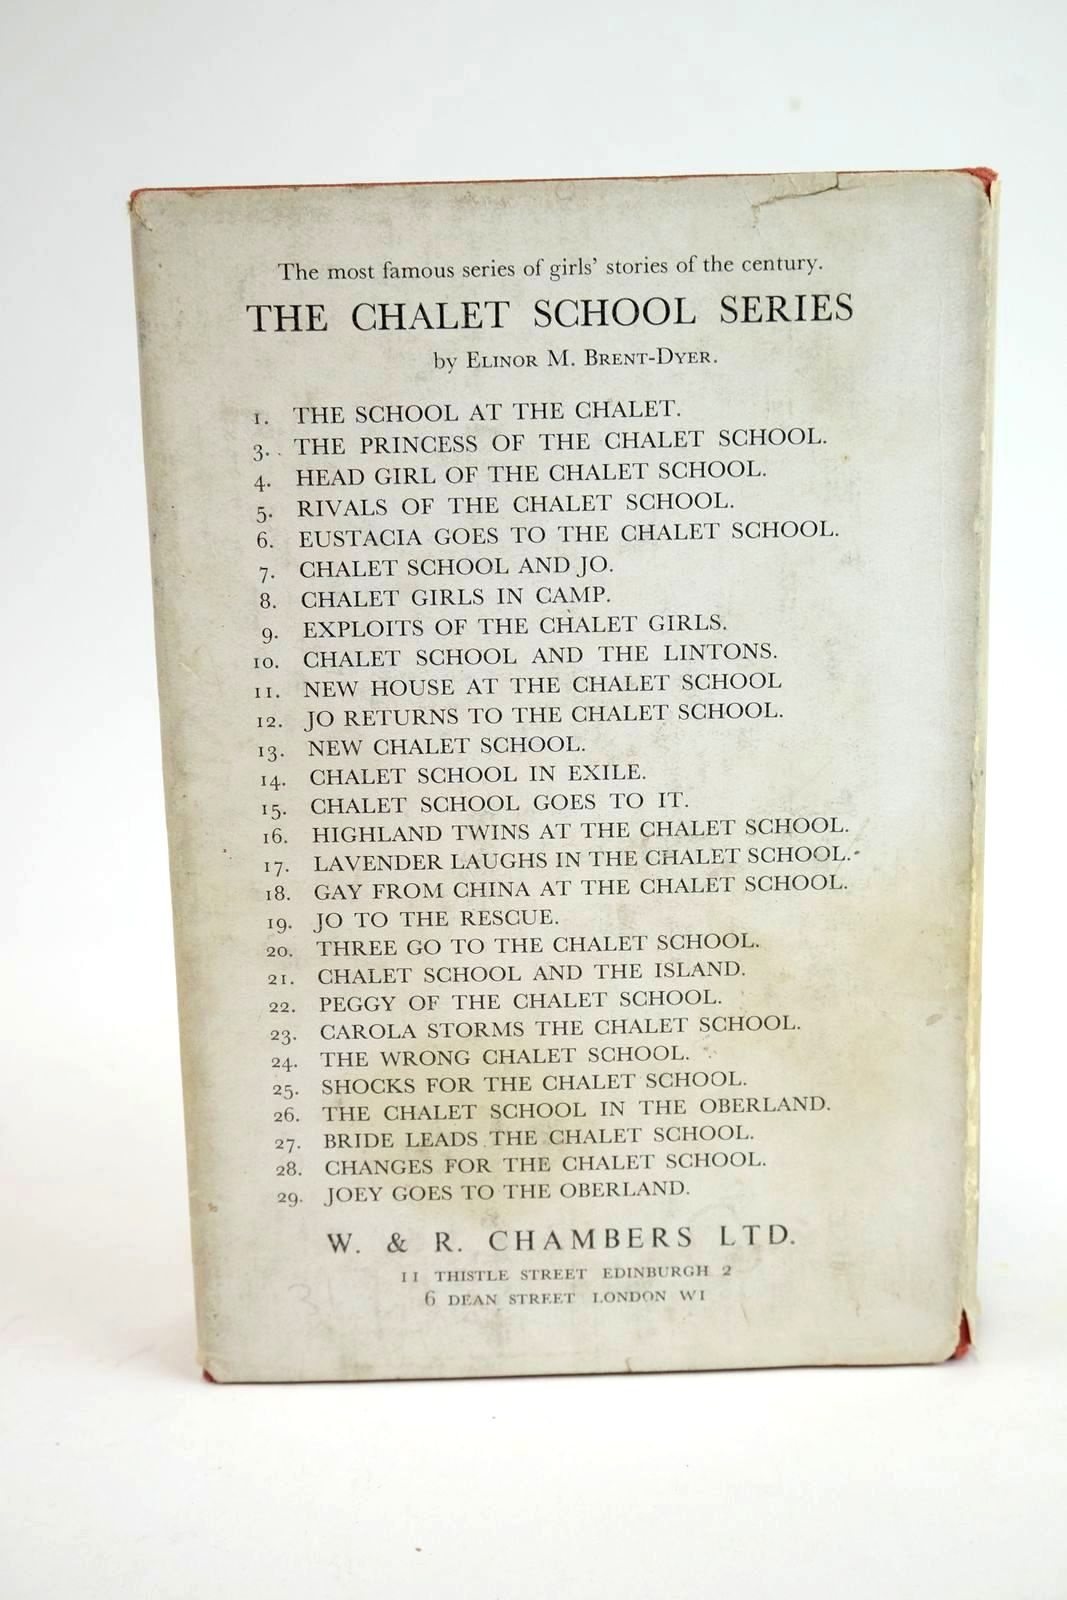 The most famous series of girls' stories of the century.
THE CHALET SCHOOL SERIES
by ELINOR M. BRENT-DYER.
1. THE SCHOOL AT THE CHALET.
3. THE PRINCESS OF THE CHALET SCHOOL.
4. HEAD GIRL OF THE CHALET SCHOOL.
5. RIVALS OF THE CHALET SCHOOL.
6. EUSTACIA GOES TO THE CHALET SCHOOL.
7. CHALET SCHOOL AND JO.
8. CHALET GIRLS IN CAMP.
9. EXPLOITS OF THE CHALET GIRLS.
10. CHALET SCHOOL AND THE LINTONS.
11. NEW HOUSE AT THE CHALET SCHOOL
12. JO RETURNS TO THE CHALET SCHOOL.
13. NEW CHALET SCHOOL.
14. CHALET SCHOOL IN EXILE.
15. CHALET SCHOOL GOES TO IT.
16. HIGHLAND TWINS AT THE CHALET SCHOOL.
17. LAVENDER LAUGHS IN THE CHALET SCHOOL.
18. GAY FROM CHINA AT THE CHALET SCHOOL.
19. JO TO THE RESCUE.
20. THREE GO TO THE CHALET SCHOOL.
21. CHALET SCHOOL AND THE ISLAND.
22. PEGGY OF THE CHALET SCHOOL.
23. CAROLA STORMS THE CHALET SCHOOL.
24. THE WRONG CHALET SCHOOL.
25. SHOCKS FOR THE CHALET SCHOOL.
26. THE CHALET SCHOOL IN THE OBERLAND.
27. BRIDE LEADS THE CHALET SCHOOL.
28. CHANGES FOR THE CHALET SCHOOL.
29. JOEY GOES TO THE OBERLAND.
W. & R. CHAMBERS LTD.
11 THISTLE STREET EDINBURGH 2
6 DEAN STREET LONDON W1